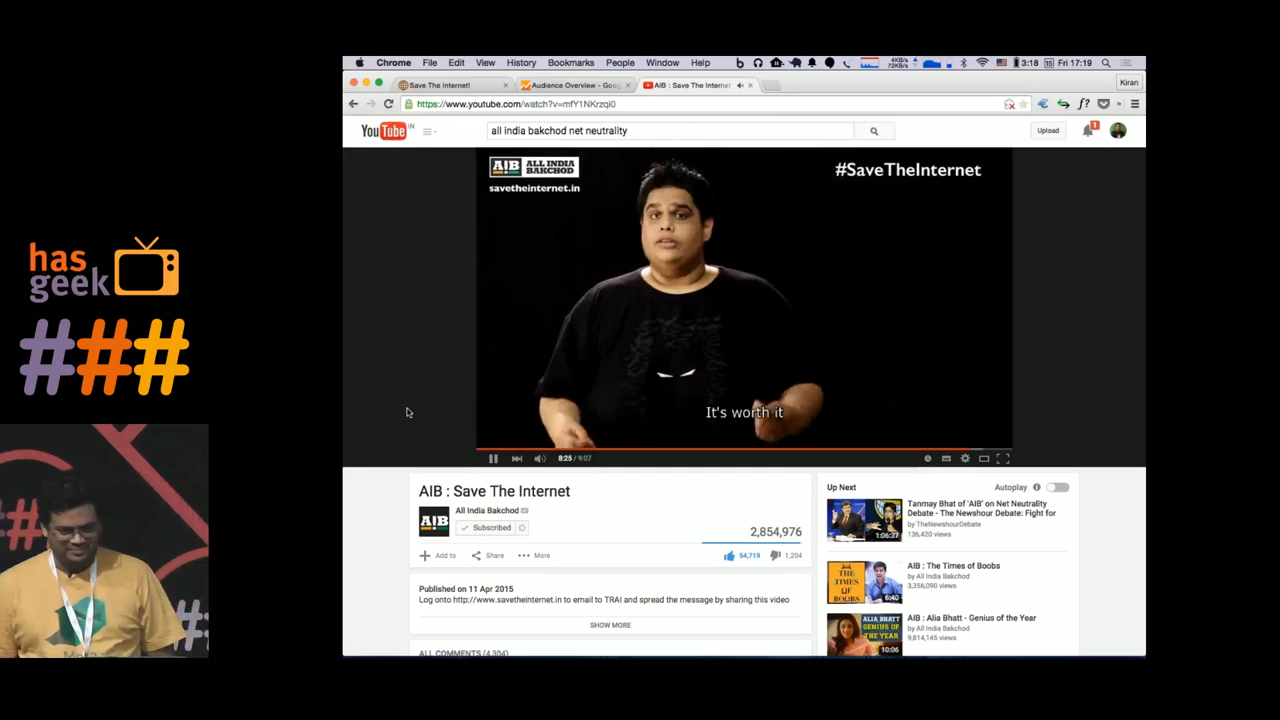 Chrome File Edit View History Bookmarks People Window Help
4KB/s
72KB/s
3:18
Fri 17:19
Save The Internet!
Audience Overview - Goog
AIB : Save The Internet
Kiran
https://www.youtube.com/watch?v=mfY1NKrzqi0
YouTube IN
all india bakchod net neutrality
Upload
1
AIB ALL INDIA BAKCHOD
savetheinternet.in
#SaveTheInternet
has
geek
###
It's worth it
8:25 / 9:07
AIB : Save The Internet
AIB
All India Bakchod
Subscribed
2,854,976
Add to
Share
More
54,719
1,204
Published on 11 Apr 2015
Log onto http://www.savetheinternet.in to email to TRAI and spread the message by sharing this video
SHOW MORE
ALL COMMENTS (4,304)
Up Next
Autoplay
Tanmay Bhat of 'AIB' on Net Neutrality
Debate - The Newshour Debate: Fight for
by TheNewshourDebate
136,420 views
1:06:37
AIB : The Times of Boobs
by All India Bakchod
3,356,090 views
THE
TIMES
OF
BOOBS
6:40
AIB : Alia Bhatt - Genius of the Year
by All India Bakchod
9,814,145 views
ALIA BHATT
GENIUS OF
THE YEAR
10:06